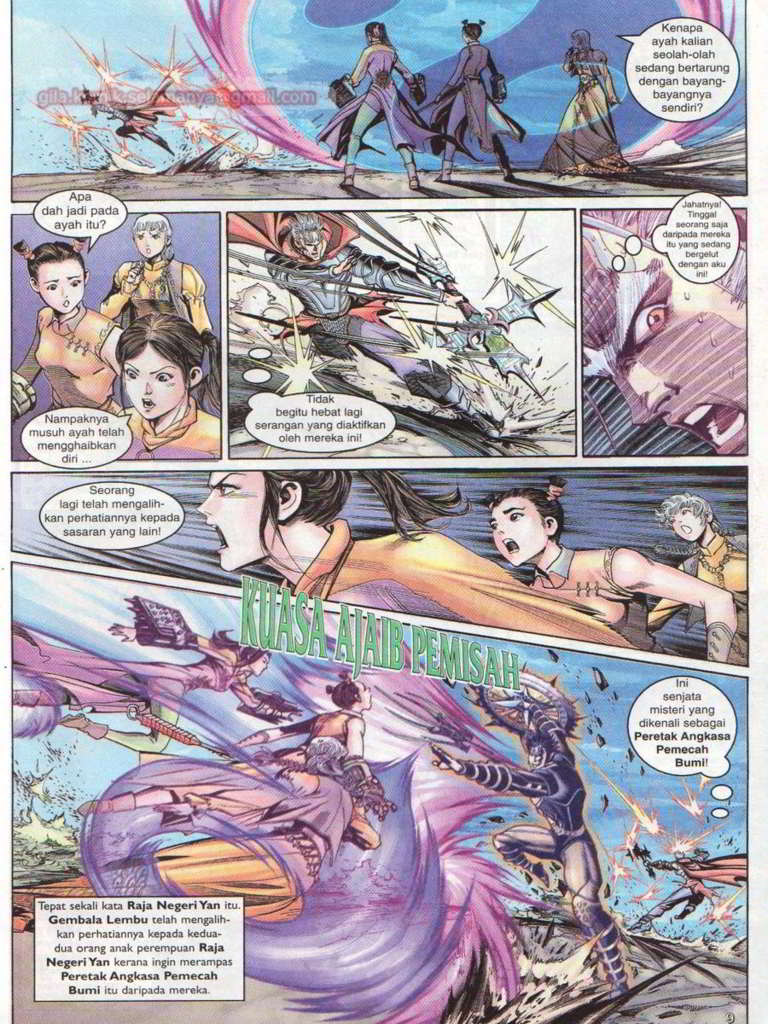 Kenapa
ayah kalian
seolah-olah
sedang bertarung
dengan bayang-
bayangnya
sendiri?
Apa
dah jadi pada
ayah itu?
Nampaknya
musuh ayah telah
mengghaibkan
diri ...
Tidak
begitu hebat lagi
serangan yang diaktifkan
oleh mereka ini!
Jahatnya!
Tinggal
seorang saja
daripada mereka
itu yang sedang
bergelut
dengan aku
ini!
Seorang
lagi telah mengalih-
kan perhatiannya kepada
sasaran yang lain!
KUASA AJAIB PEMISAH
Ini
senjata
misteri yang
dikenali sebagai
Peretak Angkasa
Pemecah
Bumi!
Tepat sekali kata Raja Negeri Yan itu.
Gembala Lembu telah mengalih-
kan perhatiannya kepada kedua-
dua orang anak perempuan Raja
Negeri Yan kerana ingin merampas
Peretak Angkasa Pemecah
Bumi itu daripada mereka.
9